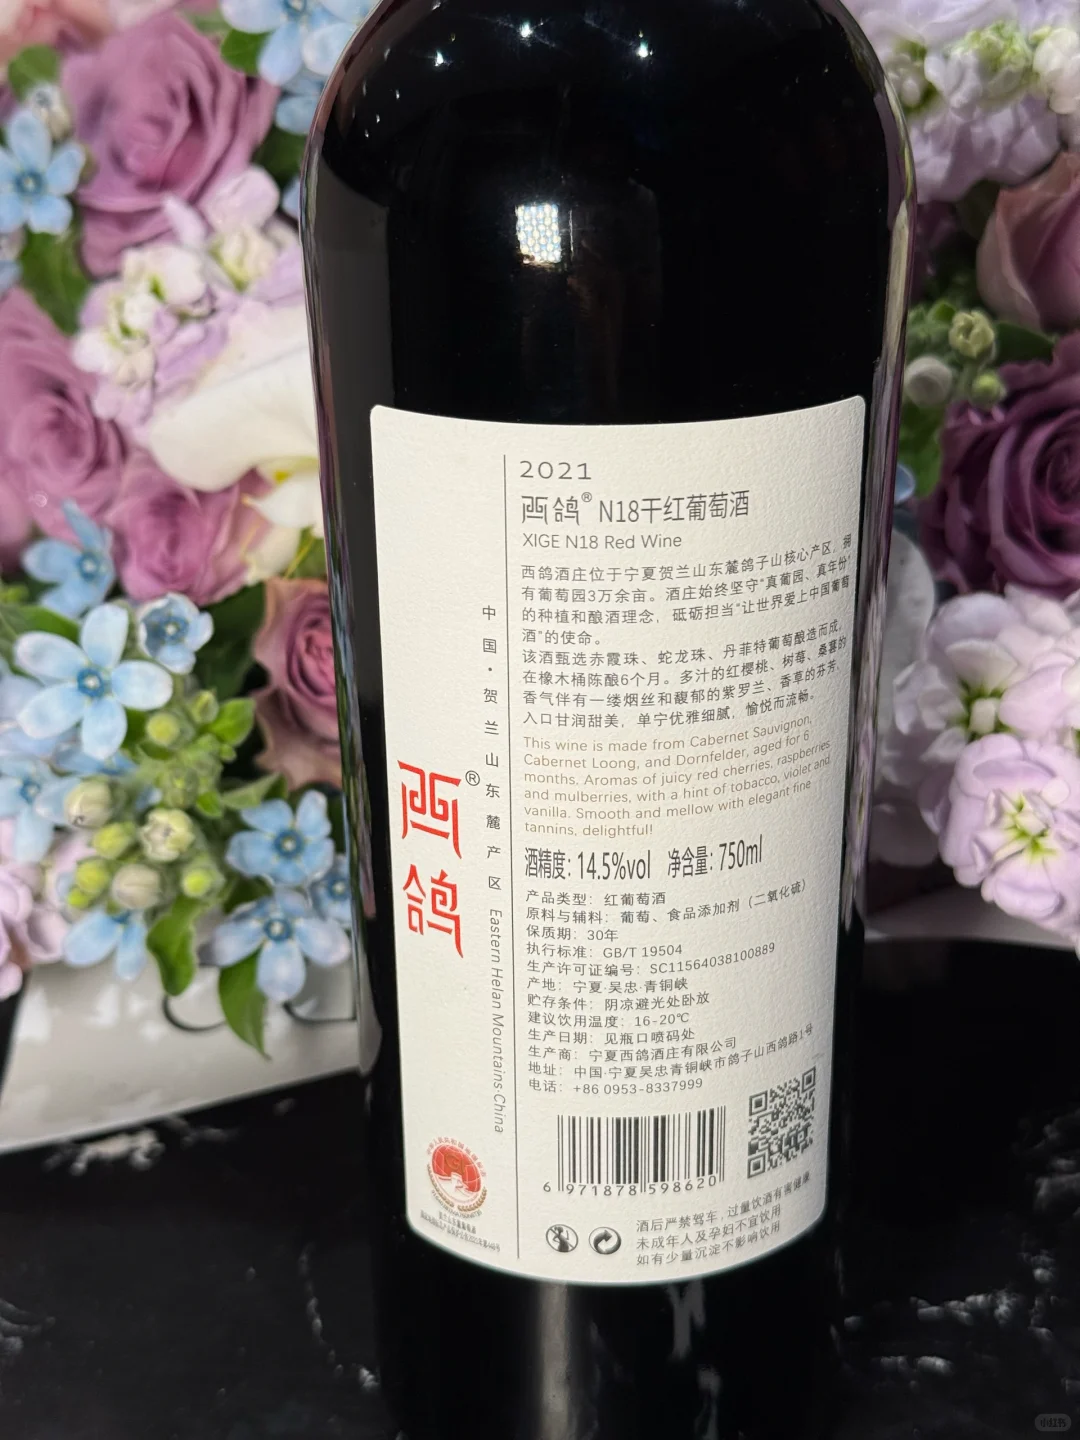 2021
西鸽® N18干红葡萄酒
XIGE N18 Red Wine
西鸽酒庄位于宁夏贺兰山东麓鸽子山核心产区，拥
有葡萄园3万余亩。酒庄始终坚守“真葡园、真年份”
的种植和酿酒理念，砥砺担当“让世界爱上中国葡萄
酒”的使命。
该酒甄选赤霞珠、蛇龙珠、丹菲特葡萄酿造而成，
在橡木桶陈酿6个月。多汁的红樱桃、树莓、桑葚的
香气伴有一缕烟丝和馥郁的紫罗兰、香草的芬芳，
入口甘润甜美，单宁优雅细腻，愉悦而流畅。
This wine is made from Cabernet Sauvignon,
Cabernet Loong, and Dornfelder, aged for 6
months. Aromas of juicy red cherries, raspberries
and mulberries, with a hint of tobacco, violet and
vanilla. Smooth and mellow with elegant fine
tannins, delightful!
酒精度: 14.5%vol 净含量: 750ml
产品类型：红葡萄酒
原料与辅料：葡萄、食品添加剂（二氧化硫）
保质期：30年
执行标准：GB/T 19504
生产许可证编号：SC11564038100889
产地：宁夏·吴忠·青铜峡
贮存条件：阴凉避光处卧放
建议饮用温度：16-20℃
生产日期：见瓶口喷码处
生产商：宁夏西鸽酒庄有限公司
地址：中国·宁夏吴忠青铜峡市鸽子山西鸽路1号
电话：+86 0953-8337999
6 971878 598620
酒后严禁驾车，过量饮酒有害健康
未成年人及孕妇不宜饮用
如有少量沉淀不影响饮用
中国·贺兰山东麓产区 Eastern Helan Mountains.China
西鸽®
小红书